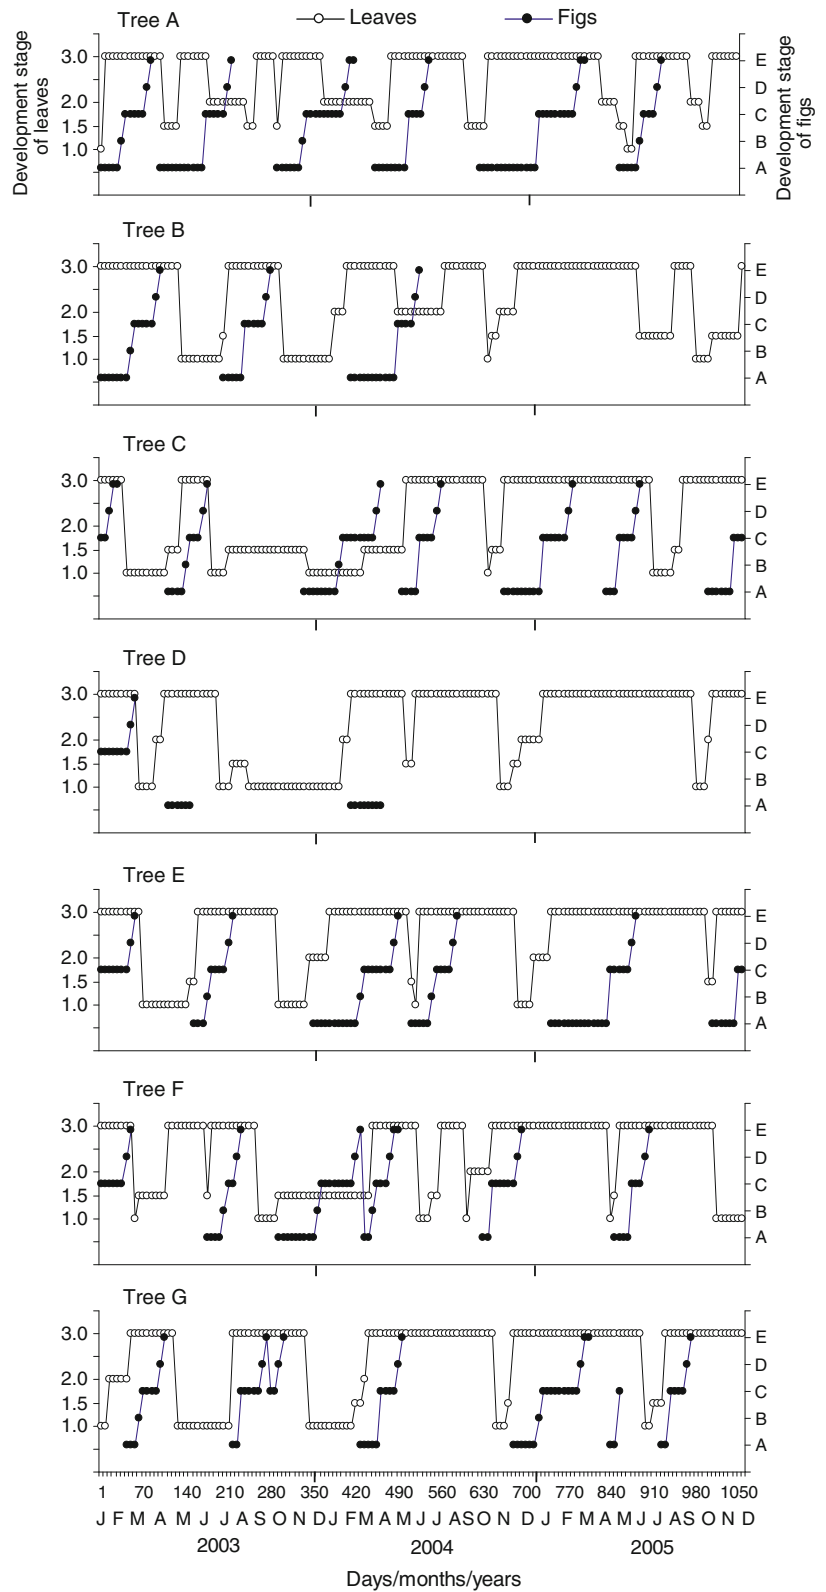 Tree A
Leaves
Figs
Development stage
of leaves
Development stage
of figs
3.0
2.0
1.5
1.0
E
D
C
B
A
Tree B
3.0
2.0
1.5
1.0
E
D
C
B
A
Tree C
3.0
2.0
1.5
1.0
E
D
C
B
A
Tree D
3.0
2.0
1.5
1.0
E
D
C
B
A
Tree E
3.0
2.0
1.5
1.0
E
D
C
B
A
Tree F
3.0
2.0
1.5
1.0
E
D
C
B
A
Tree G
3.0
2.0
1.5
1.0
E
D
C
B
A
1 70 140 210 280 350 420 490 560 630 700 770 840 910 980 1050
J F M A M J J A S O N D J F M A M J J A S O N D J F M A M J J A S O N D
2003 2004 2005
Days/months/years